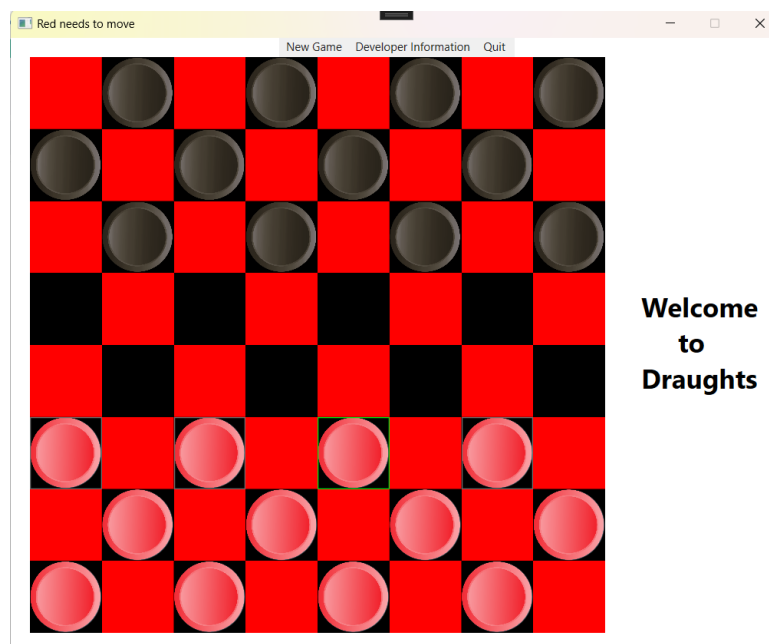 Red needs to move
New Game Developer Information Quit
Welcome
to
Draughts